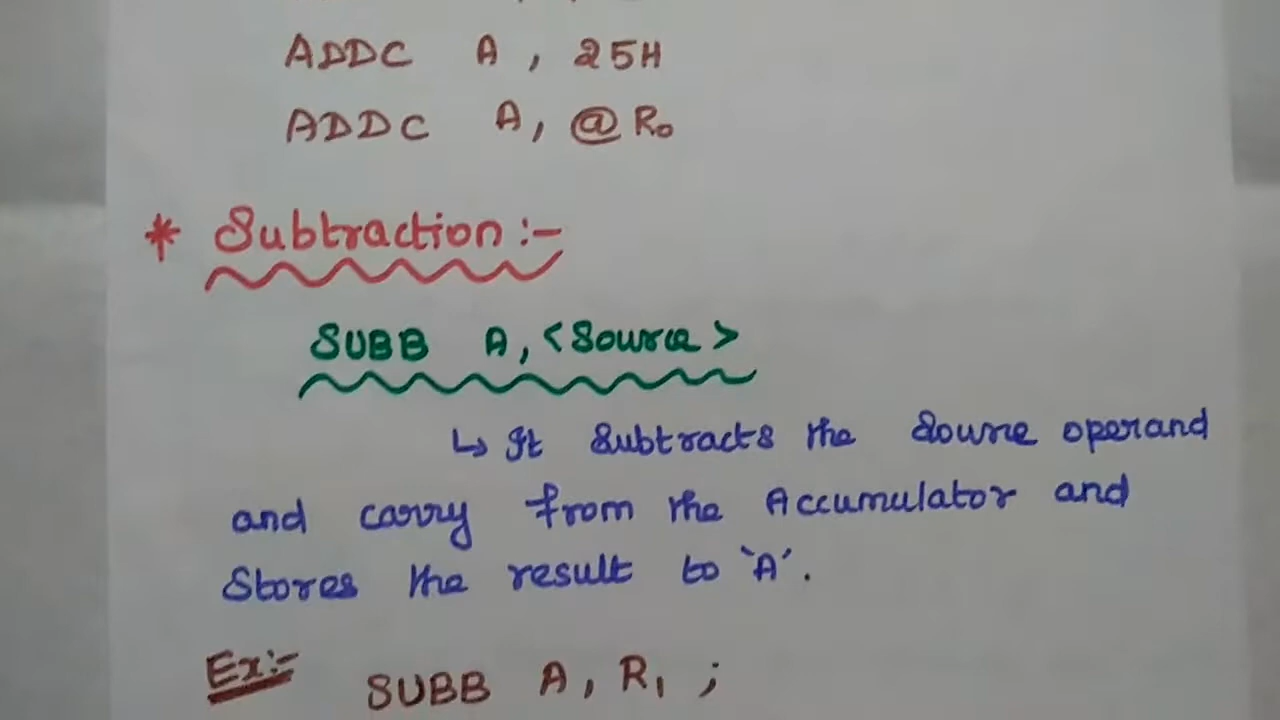 ADDC A, 25H
ADDC A, @R₀
* Subtraction :-
SUBB A, <Source>
↳ It Subtracts the Source operand
and carry from the Accumulator and
Stores the result to 'A'.
Ex:- SUBB A, R₁ ;